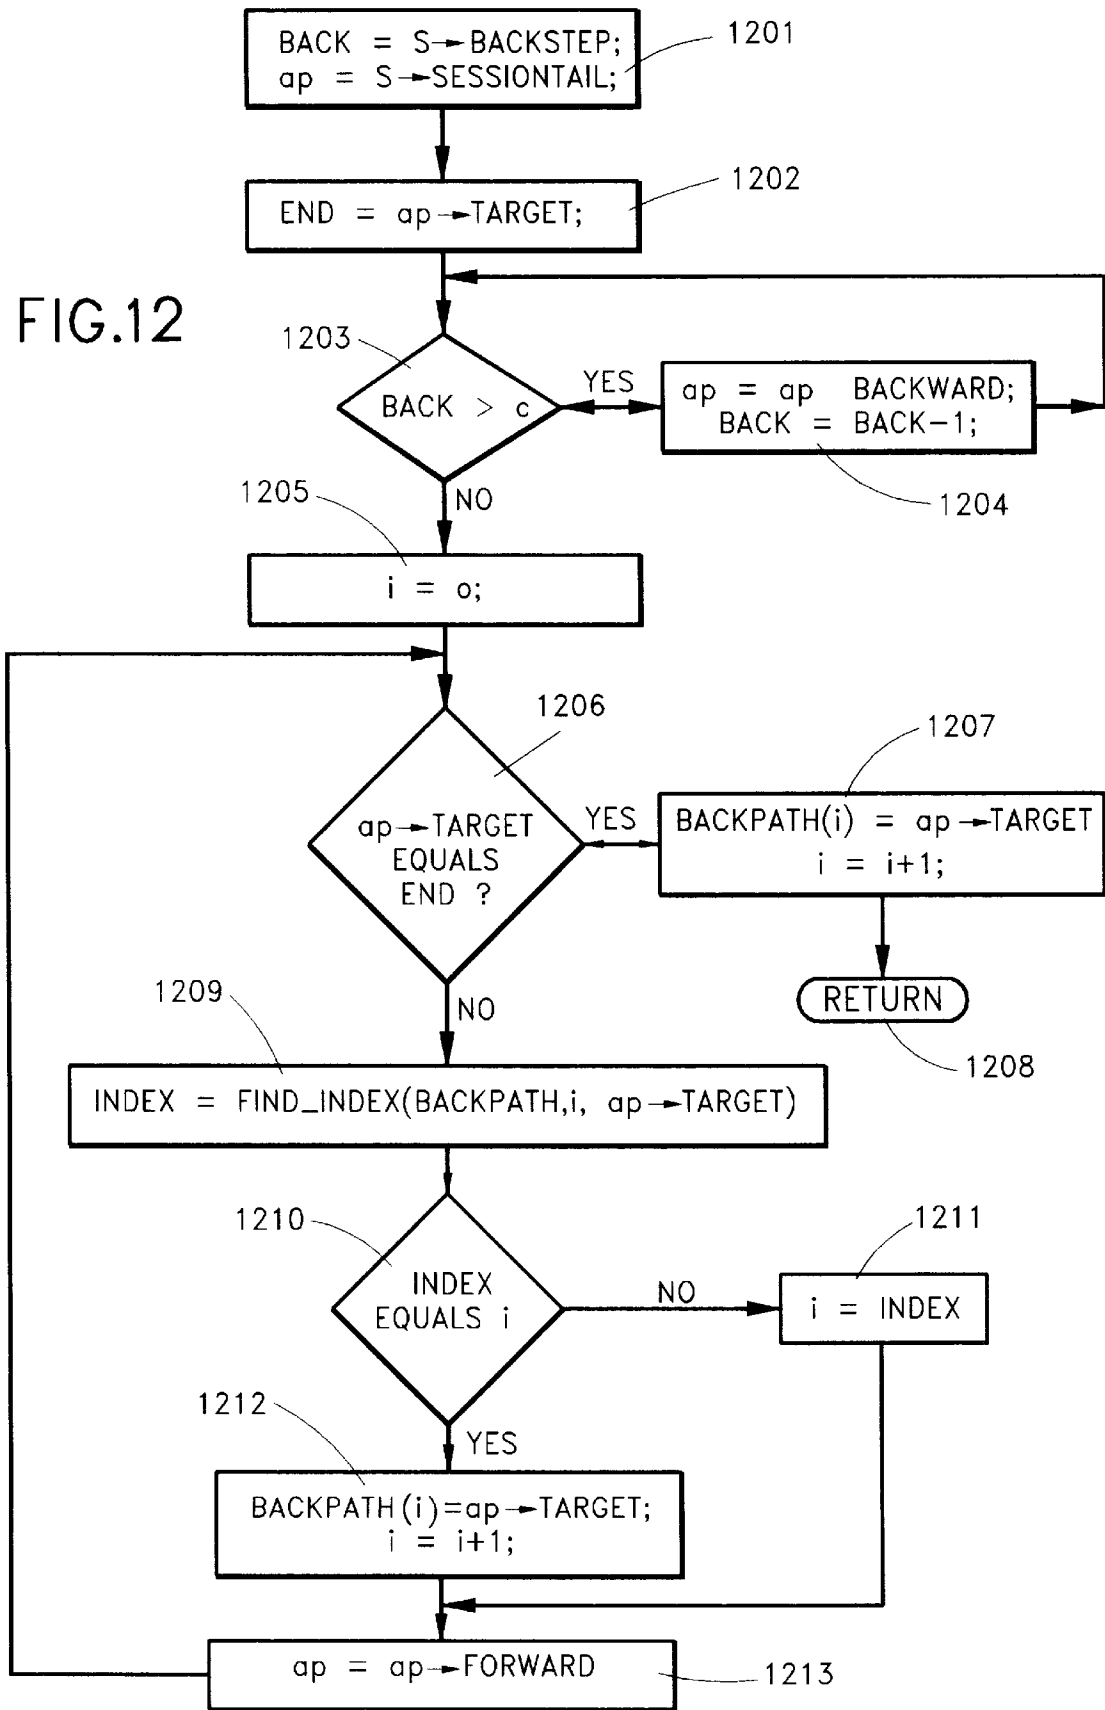 BACK = S→BACKSTEP;
ap = S→SESSIONTAIL;
1201
END = ap→TARGET;
1202
FIG.12
1203
BACK > c
YES
ap = ap BACKWARD;
BACK = BACK-1;
1204
NO
1205
i = o;
1206
ap→TARGET
EQUALS
END ?
YES
1207
BACKPATH(i) = ap→TARGET
i = i+1;
RETURN
1208
NO
1209
INDEX = FIND_INDEX(BACKPATH,i, ap→TARGET)
1210
INDEX
EQUALS i
NO
1211
i = INDEX
YES
1212
BACKPATH(i)=ap→TARGET;
i = i+1;
ap = ap→FORWARD
1213